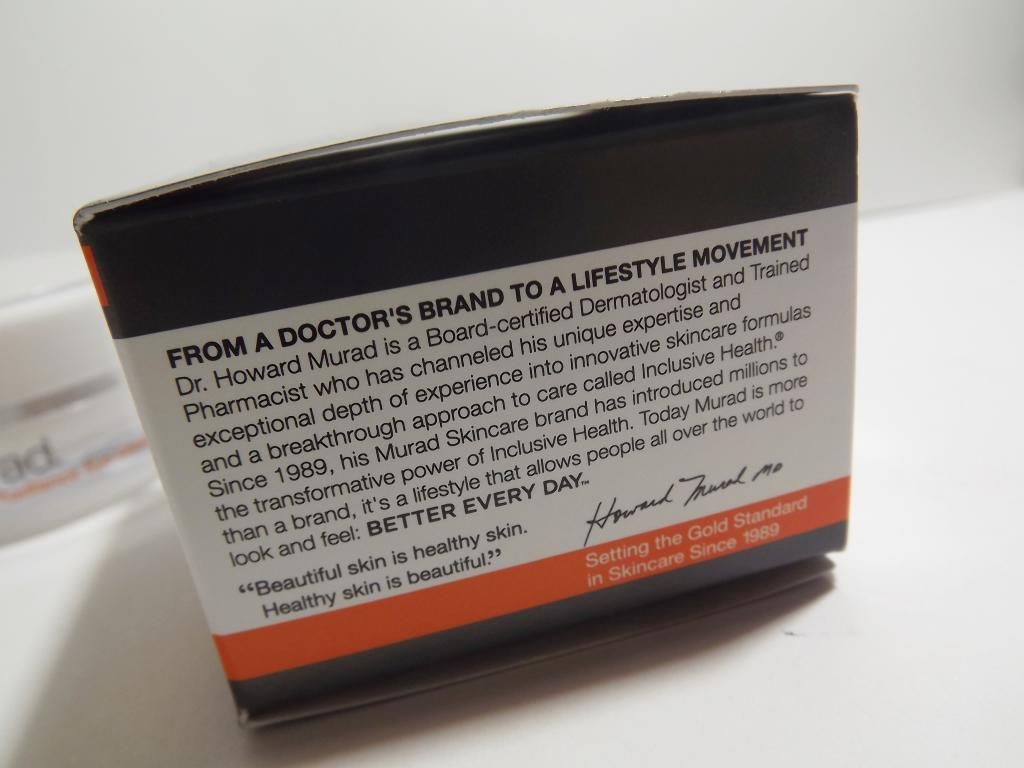 FROM A DOCTOR'S BRAND TO A LIFESTYLE MOVEMENT
Dr. Howard Murad is a Board-certified Dermatologist and Trained
Pharmacist who has channeled his unique expertise and
exceptional depth of experience into innovative skincare formulas
and a breakthrough approach to care called Inclusive Health.®
Since 1989, his Murad Skincare brand has introduced millions to
the transformative power of Inclusive Health. Today Murad is more
than a brand, it's a lifestyle that allows people all over the world to
look and feel: BETTER EVERY DAY™
“Beautiful skin is healthy skin.
Healthy skin is beautiful.”
Howard Murad MD
Setting the Gold Standard
in Skincare Since 1989
ad.